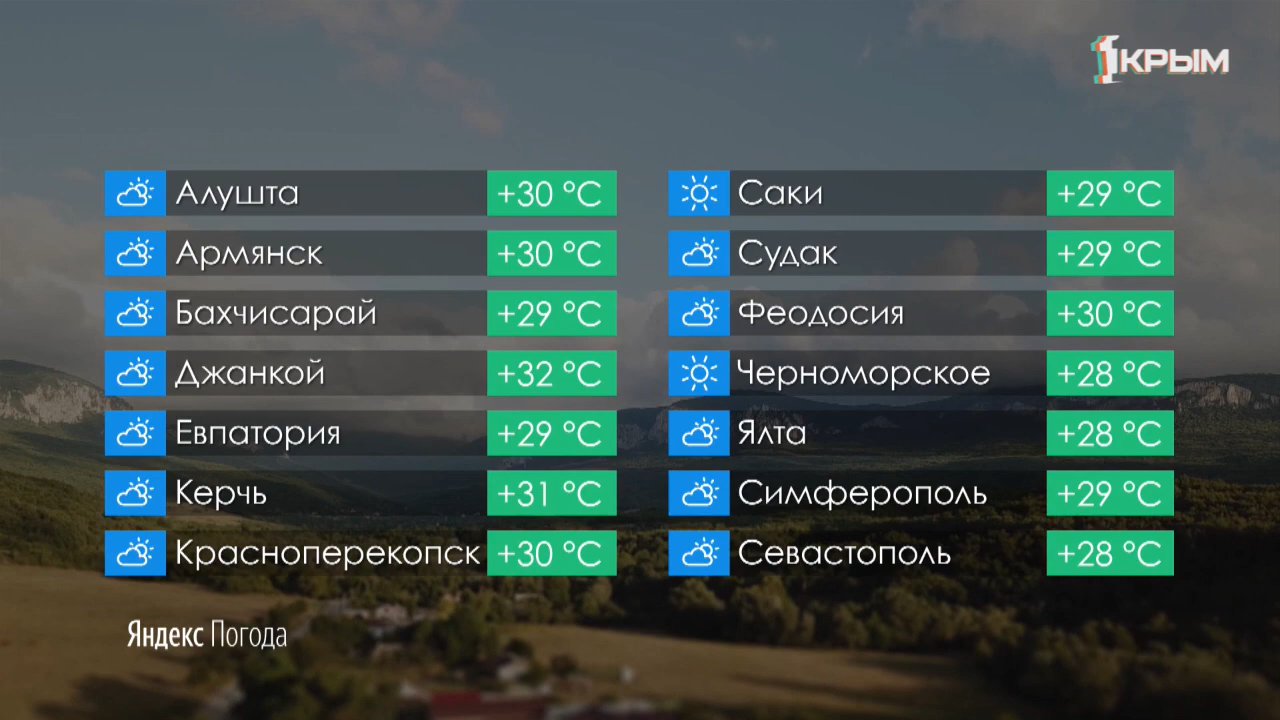 1КРЫМ
Алушта +30 °C
Армянск +30 °C
Бахчисарай +29 °C
Джанкой +32 °C
Евпатория +29 °C
Керчь +31 °C
Красноперекопск +30 °C
Саки +29 °C
Судак +29 °C
Феодосия +30 °C
Черноморское +28 °C
Ялта +28 °C
Симферополь +29 °C
Севастополь +28 °C
Яндекс Погода